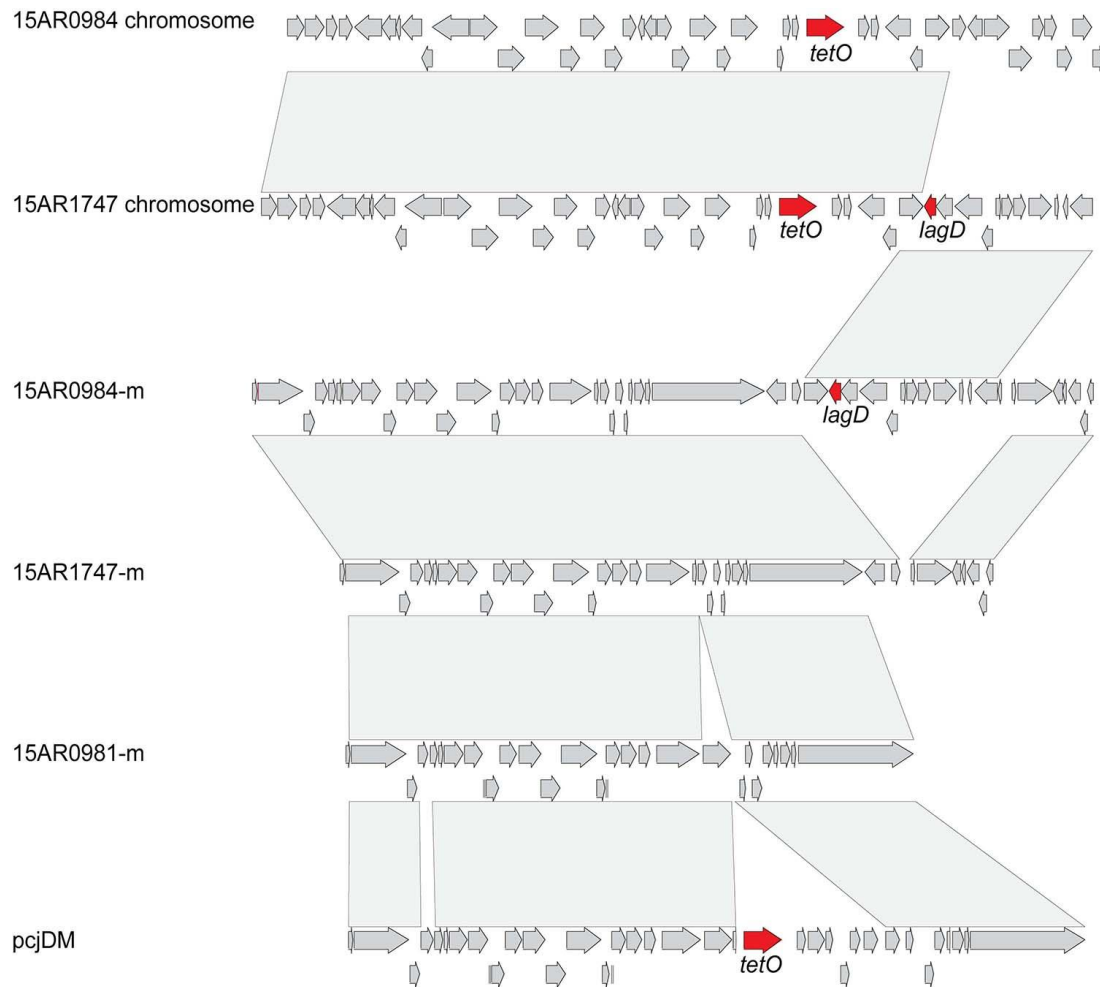 15AR0984 chromosome
tetO
15AR1747 chromosome
tetO
lagD
15AR0984-m
lagD
15AR1747-m
15AR0981-m
pcjDM
tetO